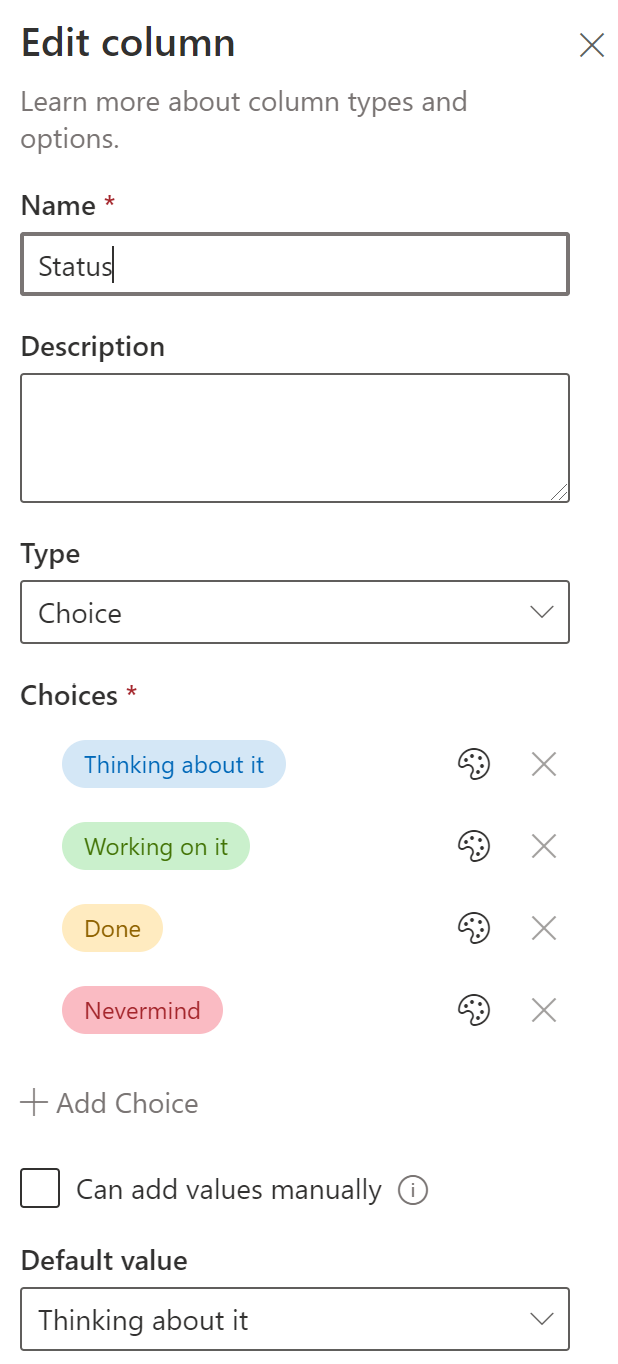 Edit column
Learn more about column types and
options.
Name *
Status
Description
Type
Choice
Choices *
Thinking about it
Working on it
Done
Nevermind
Add Choice
Can add values manually
Default value
Thinking about it